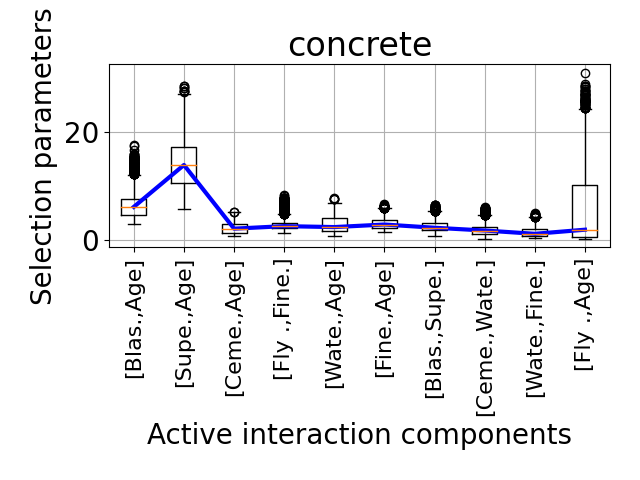 concrete
Selection parameters
20
0
[Blas.,Age]
[Supe.,Age]
[Ceme.,Age]
[Fly .,Fine.]
[Wate.,Age]
[Fine.,Age]
[Blas.,Supe.]
[Ceme.,Wate.]
[Wate.,Fine.]
[Fly .,Age]
Active interaction components